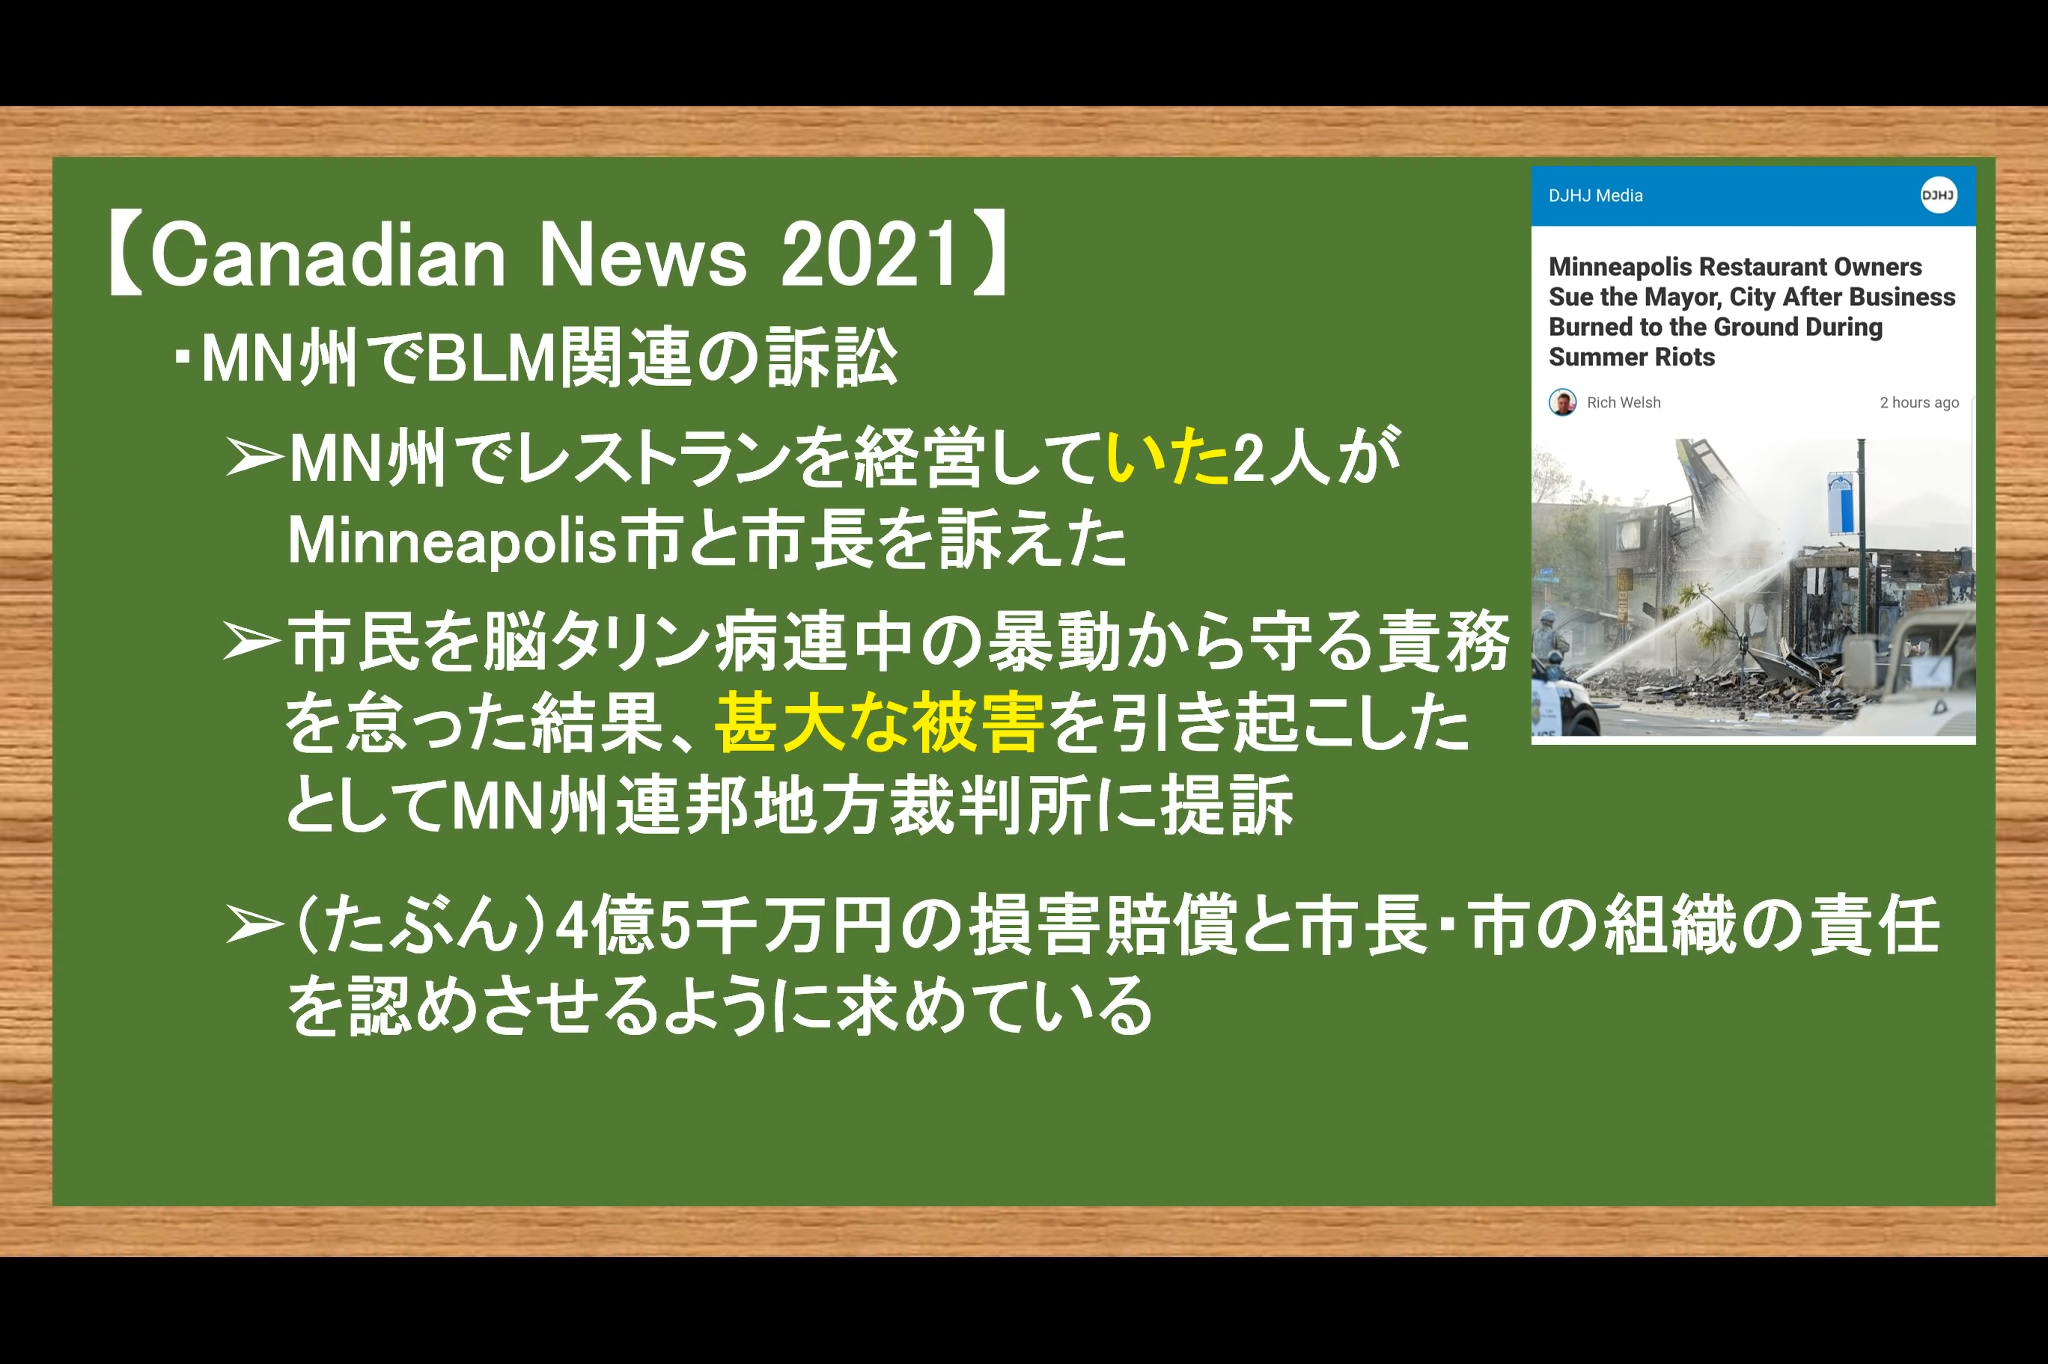 【Canadian News 2021】
・MN州でBLM関連の訴訟
➢MN州でレストランを経営していた2人が
Minneapolis市と市長を訴えた
➢市民を脳タリン病連中の暴動から守る責務
を怠った結果、甚大な被害を引き起こした
としてMN州連邦地方裁判所に提訴
➢（たぶん）4億5千万円の損害賠償と市長・市の組織の責任
を認めさせるように求めている
DJHJ Media
DJHJ
Minneapolis Restaurant Owners
Sue the Mayor, City After Business
Burned to the Ground During
Summer Riots
Rich Welsh
2 hours ago